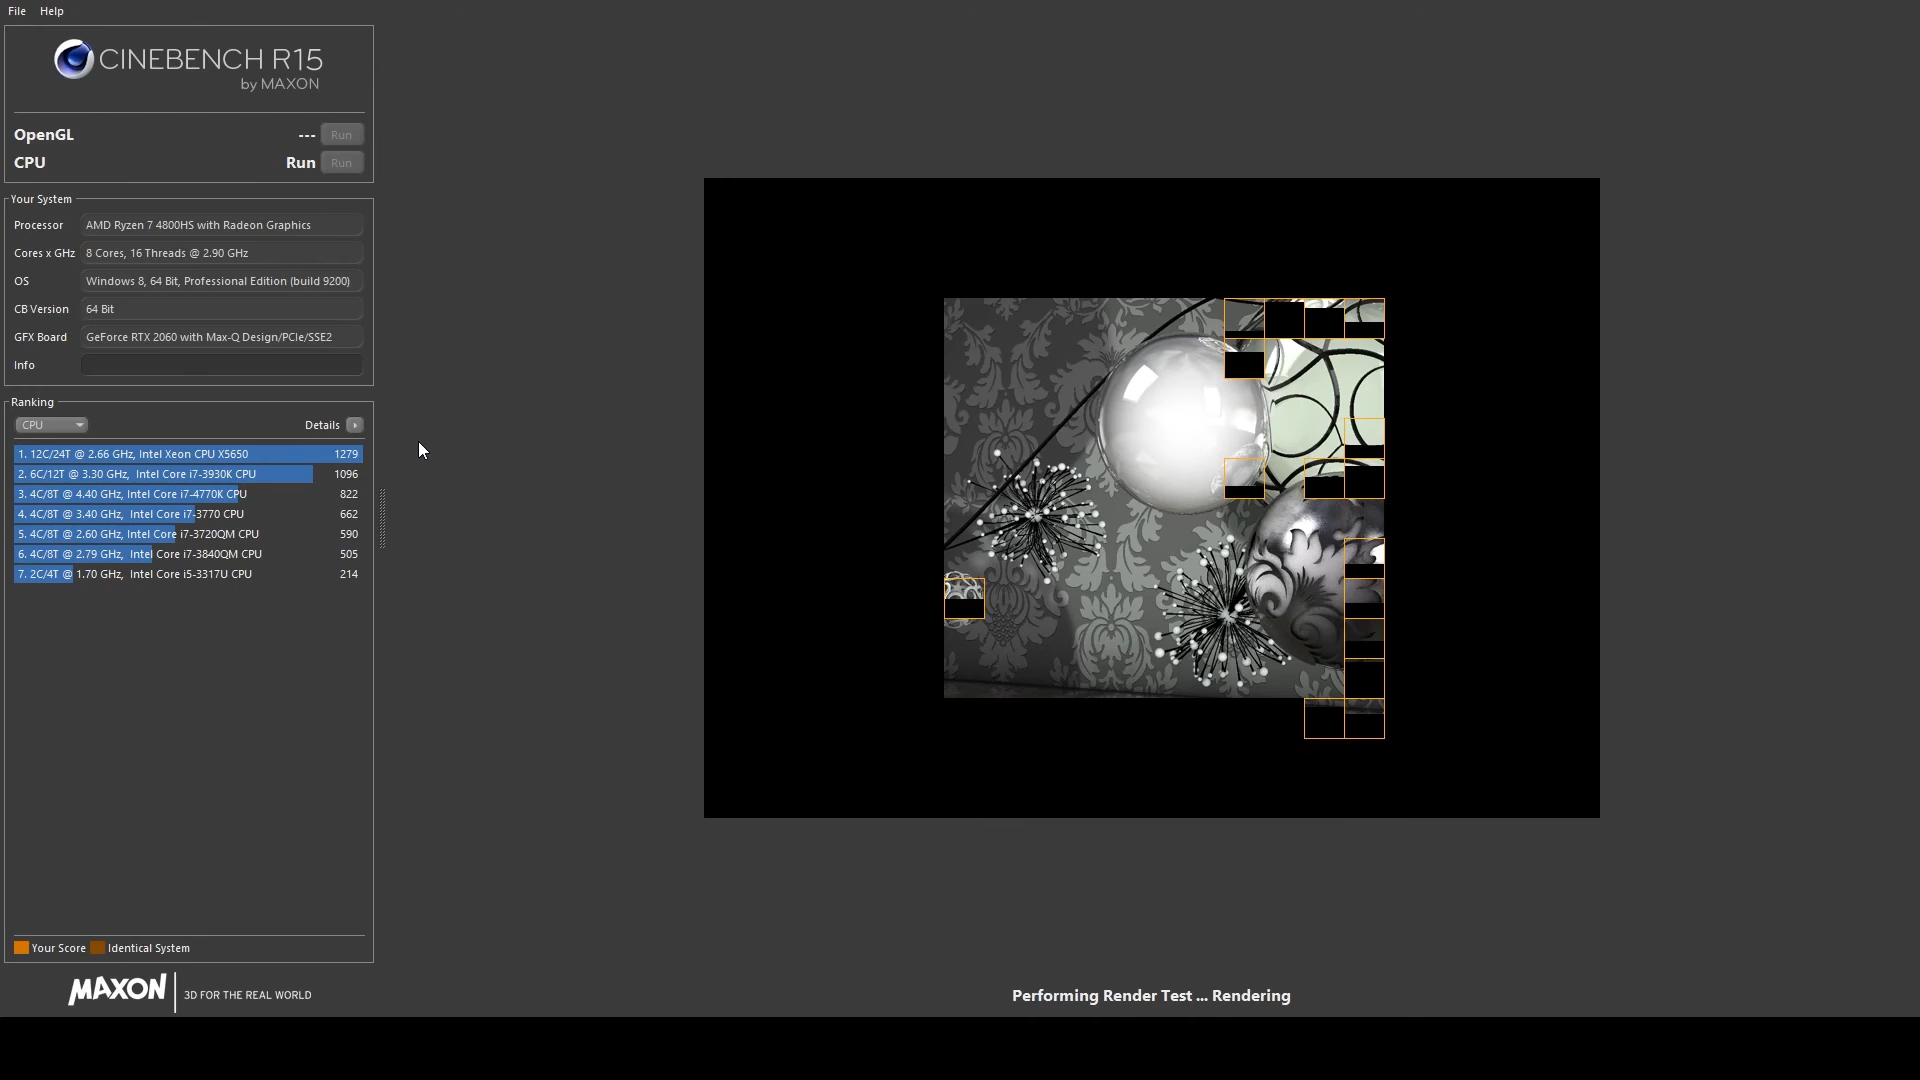 File Help
CINEBENCH R15
by MAXON
OpenGL --- Run
CPU Run Run
Your System
Processor AMD Ryzen 7 4800HS with Radeon Graphics
Cores x GHz 8 Cores, 16 Threads @ 2.90 GHz
OS Windows 8, 64 Bit, Professional Edition (build 9200)
CB Version 64 Bit
GFX Board GeForce RTX 2060 with Max-Q Design/PCIe/SSE2
Info
Ranking
CPU Details
1. 12C/24T @ 2.66 GHz, Intel Xeon CPU X5650 1279
2. 6C/12T @ 3.30 GHz, Intel Core i7-3930K CPU 1096
3. 4C/8T @ 4.40 GHz, Intel Core i7-4770K CPU 822
4. 4C/8T @ 3.40 GHz, Intel Core i7-3770 CPU 662
5. 4C/8T @ 2.60 GHz, Intel Core i7-3720QM CPU 590
6. 4C/8T @ 2.79 GHz, Intel Core i7-3840QM CPU 505
7. 2C/4T @ 1.70 GHz, Intel Core i5-3317U CPU 214
Your Score Identical System
MAXON 3D FOR THE REAL WORLD
Performing Render Test ... Rendering